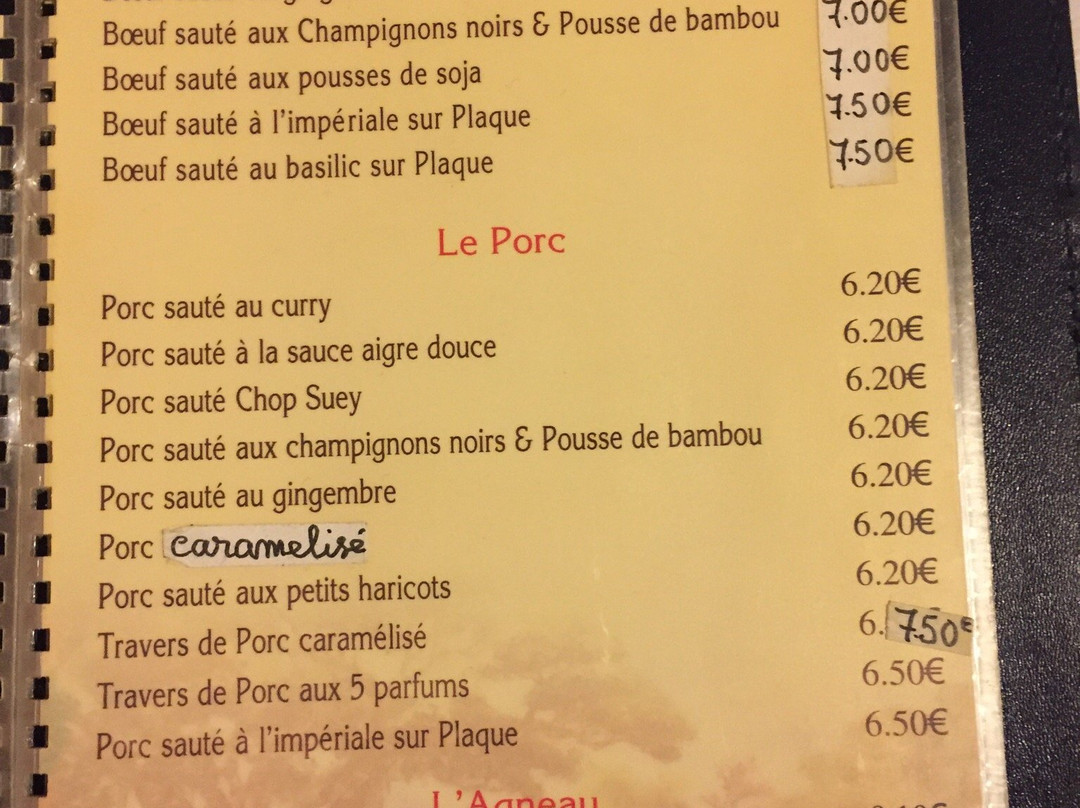 Bœuf sauté aux Champignons noirs & Pousse de bambou 7.00€
Bœuf sauté aux pousses de soja 7.00€
Bœuf sauté à l'impériale sur Plaque 7.50€
Bœuf sauté au basilic sur Plaque 7.50€
Le Porc
Porc sauté au curry 6.20€
Porc sauté à la sauce aigre douce 6.20€
Porc sauté Chop Suey 6.20€
Porc sauté aux champignons noirs & Pousse de bambou 6.20€
Porc sauté au gingembre 6.20€
Porc caramelisé 6.20€
Porc sauté aux petits haricots 6.20€
Travers de Porc caramélisé 6. 7.50€
Travers de Porc aux 5 parfums 6.50€
Porc sauté à l'impériale sur Plaque 6.50€
L'Agneau